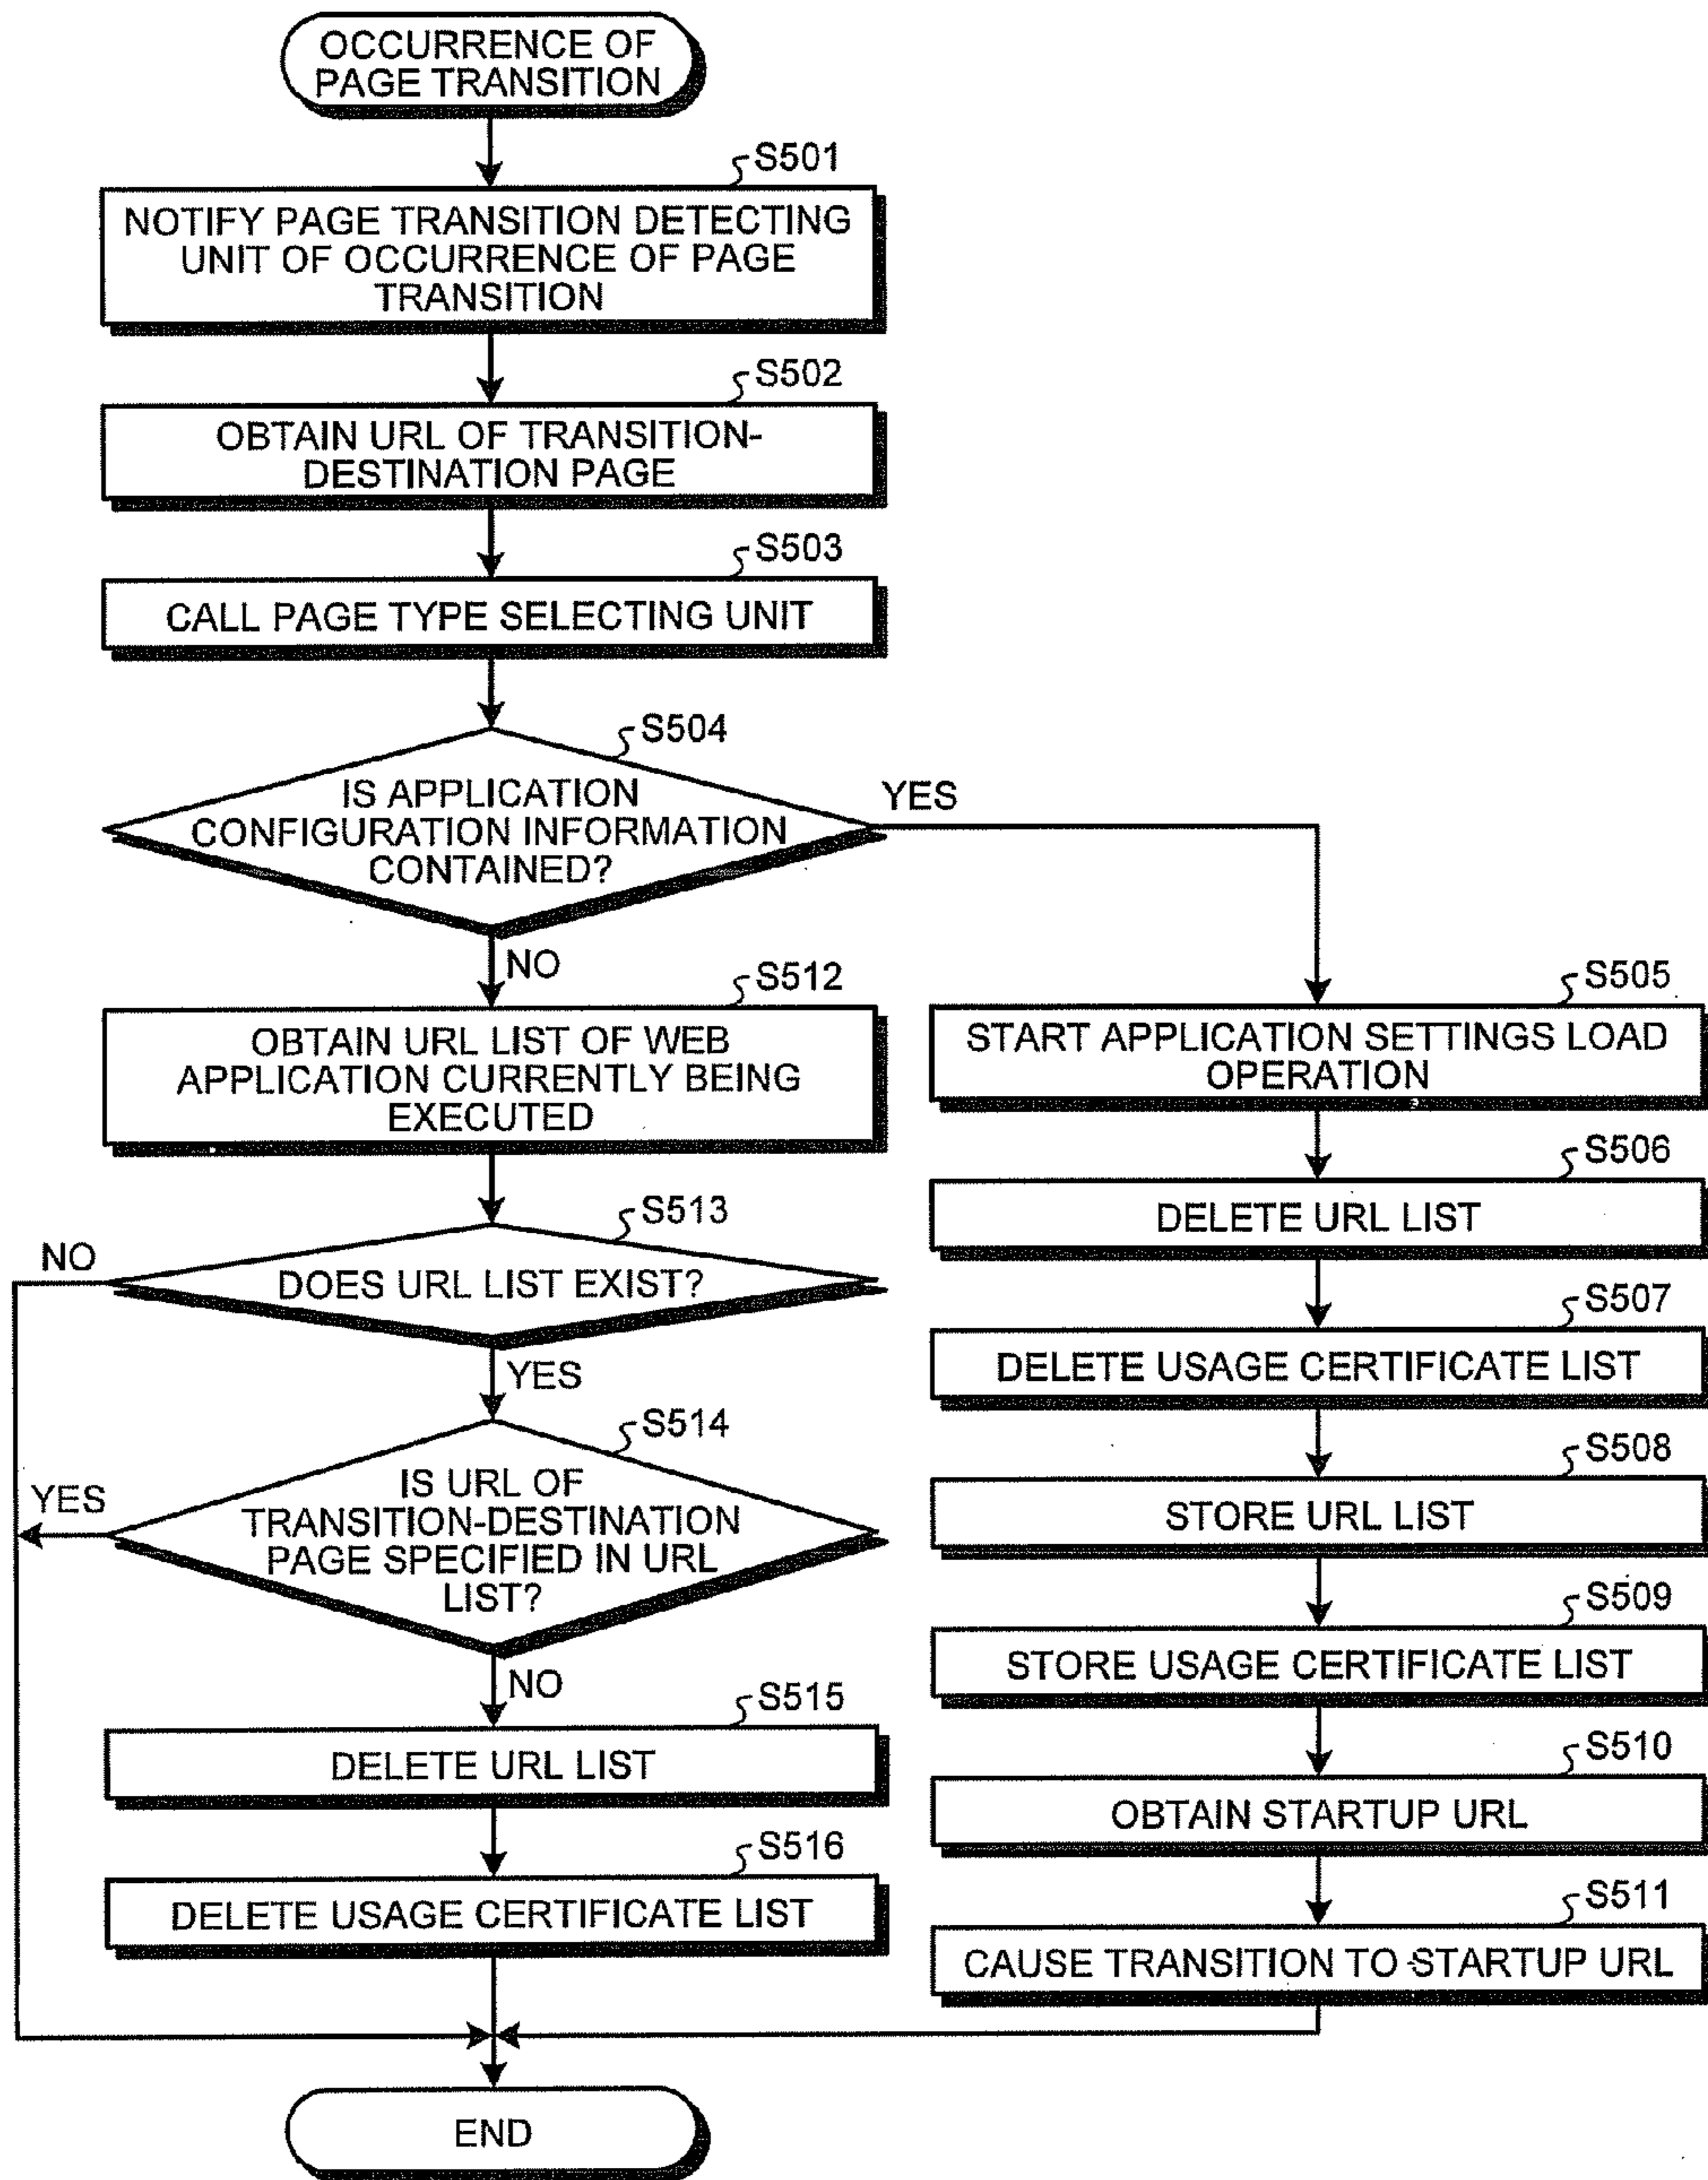 OCCURRENCE OF
PAGE TRANSITION
S501
NOTIFY PAGE TRANSITION DETECTING
UNIT OF OCCURRENCE OF PAGE
TRANSITION
S502
OBTAIN URL OF TRANSITION-
DESTINATION PAGE
S503
CALL PAGE TYPE SELECTING UNIT
S504
IS APPLICATION
CONFIGURATION INFORMATION
CONTAINED?
YES
NO
S512
OBTAIN URL LIST OF WEB
APPLICATION CURRENTLY BEING
EXECUTED
S513
NO
DOES URL LIST EXIST?
YES
S514
YES
IS URL OF
TRANSITION-DESTINATION
PAGE SPECIFIED IN URL
LIST?
NO
S515
DELETE URL LIST
S516
DELETE USAGE CERTIFICATE LIST
S505
START APPLICATION SETTINGS LOAD
OPERATION
S506
DELETE URL LIST
S507
DELETE USAGE CERTIFICATE LIST
S508
STORE URL LIST
S509
STORE USAGE CERTIFICATE LIST
S510
OBTAIN STARTUP URL
S511
CAUSE TRANSITION TO STARTUP URL
END